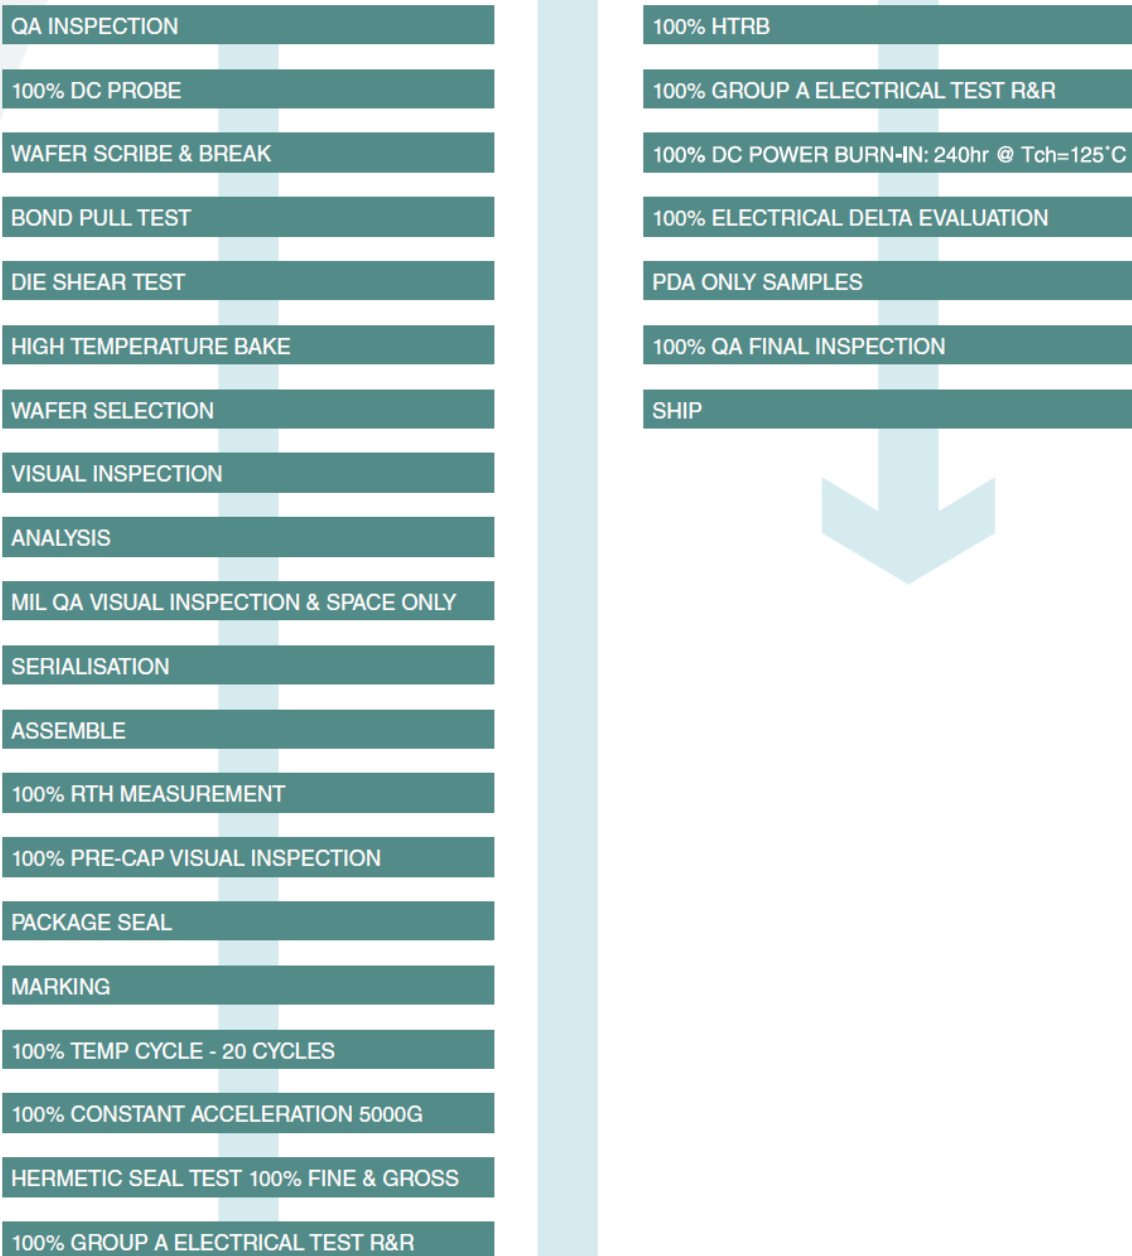 QA INSPECTION
100% DC PROBE
WAFER SCRIBE & BREAK
BOND PULL TEST
DIE SHEAR TEST
HIGH TEMPERATURE BAKE
WAFER SELECTION
VISUAL INSPECTION
ANALYSIS
MIL QA VISUAL INSPECTION & SPACE ONLY
SERIALISATION
ASSEMBLE
100% RTH MEASUREMENT
100% PRE-CAP VISUAL INSPECTION
PACKAGE SEAL
MARKING
100% TEMP CYCLE - 20 CYCLES
100% CONSTANT ACCELERATION 5000G
HERMETIC SEAL TEST 100% FINE & GROSS
100% GROUP A ELECTRICAL TEST R&R
100% HTRB
100% GROUP A ELECTRICAL TEST R&R
100% DC POWER BURN-IN: 240hr @ Tch=125˚C
100% ELECTRICAL DELTA EVALUATION
PDA ONLY SAMPLES
100% QA FINAL INSPECTION
SHIP